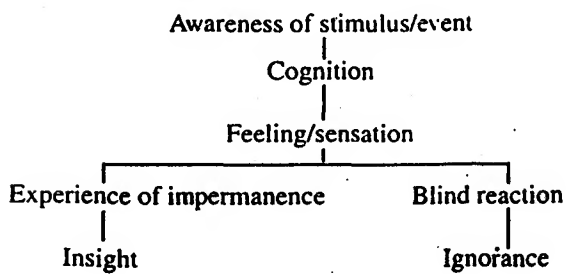 Awareness of stimulus/event
Cognition
Feeling/sensation
Experience of impermanence Blind reaction
Insight Ignorance